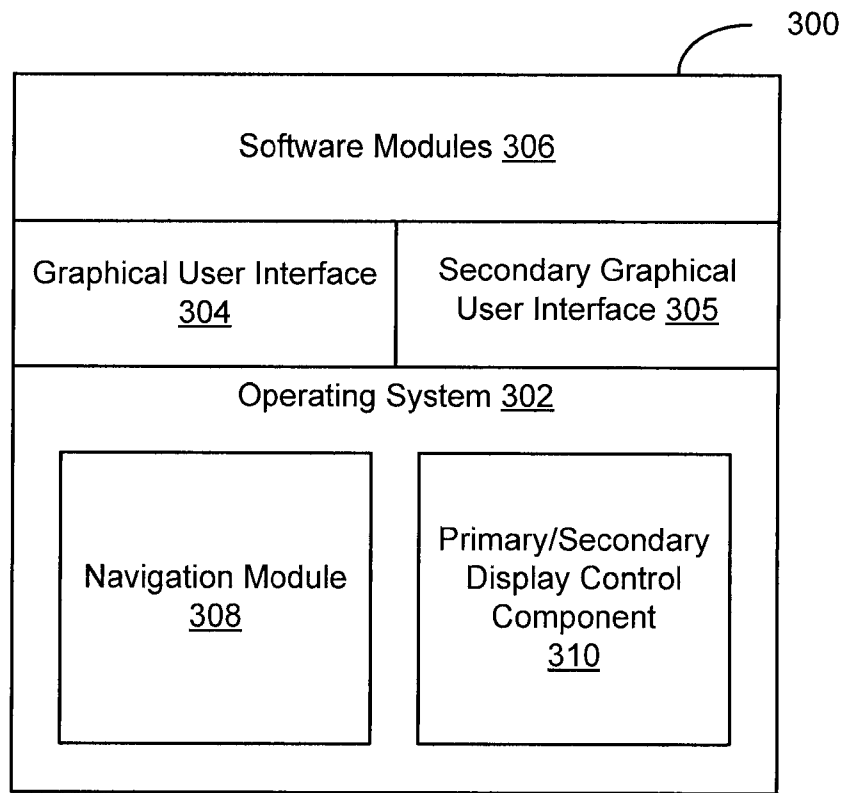 300
Software Modules 306
Graphical User Interface
304
Secondary Graphical
User Interface 305
Operating System 302
Navigation Module
308
Primary/Secondary
Display Control
Component
310